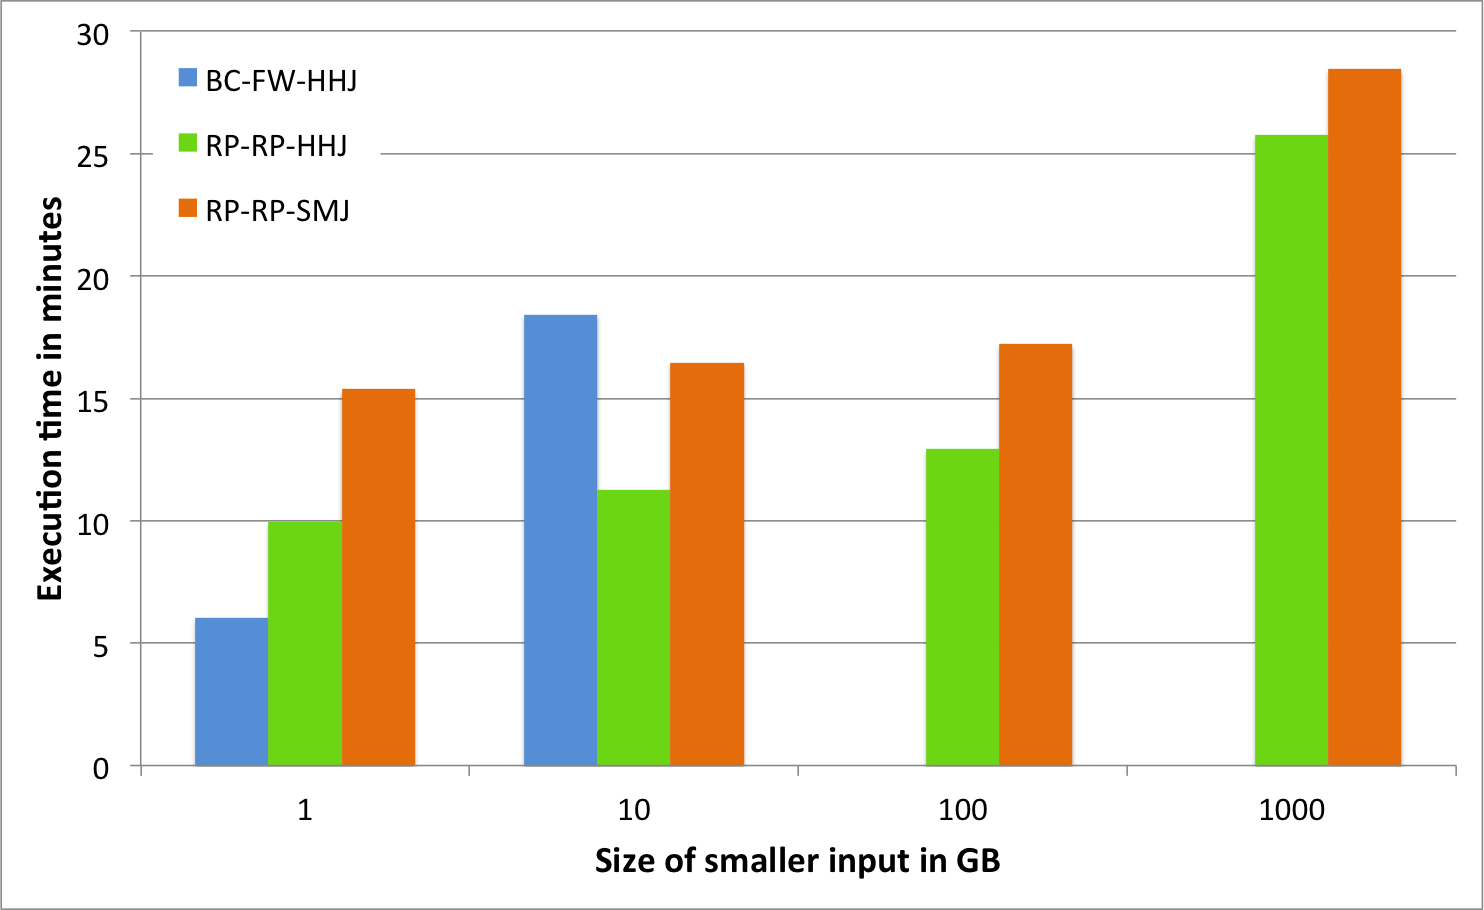 30
25
20
15
10
5
0
Execution time in minutes
BC-FW-HHJ
RP-RP-HHJ
RP-RP-SMJ
1 10 100 1000
Size of smaller input in GB